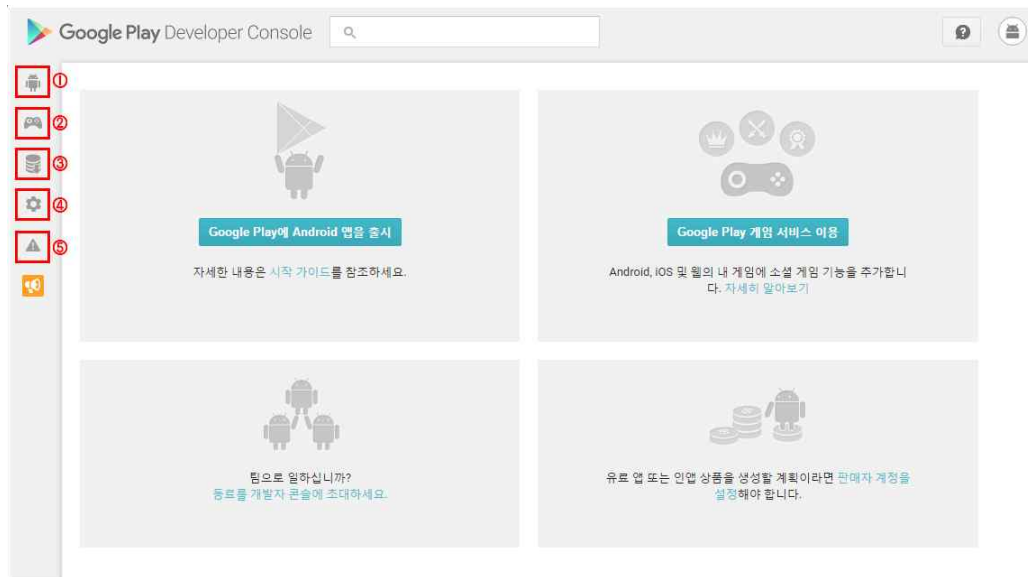 Google Play Developer Console
①
②
③
④
⑤
Google Play에 Android 앱을 출시
자세한 내용은 시작 가이드를 참조하세요.
Google Play 게임 서비스 이용
Android, iOS 및 웹의 내 게임에 소셜 게임 기능을 추가합니
다. 자세히 알아보기
팀으로 일하십니까?
동료를 개발자 콘솔에 초대하세요.
유료 앱 또는 인앱 상품을 생성할 계획이라면 판매자 계정을
설정해야 합니다.